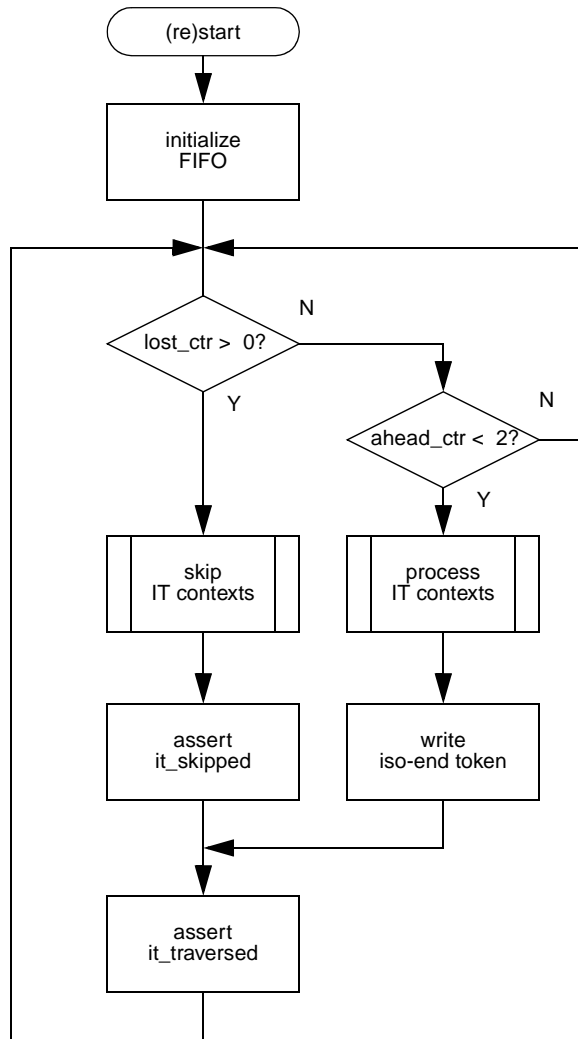 (re)start
initialize
FIFO
N
lost_ctr > 0?
Y
N
ahead_ctr < 2?
Y
skip
IT contexts
process
IT contexts
assert
it_skipped
write
iso-end token
assert
it_traversed